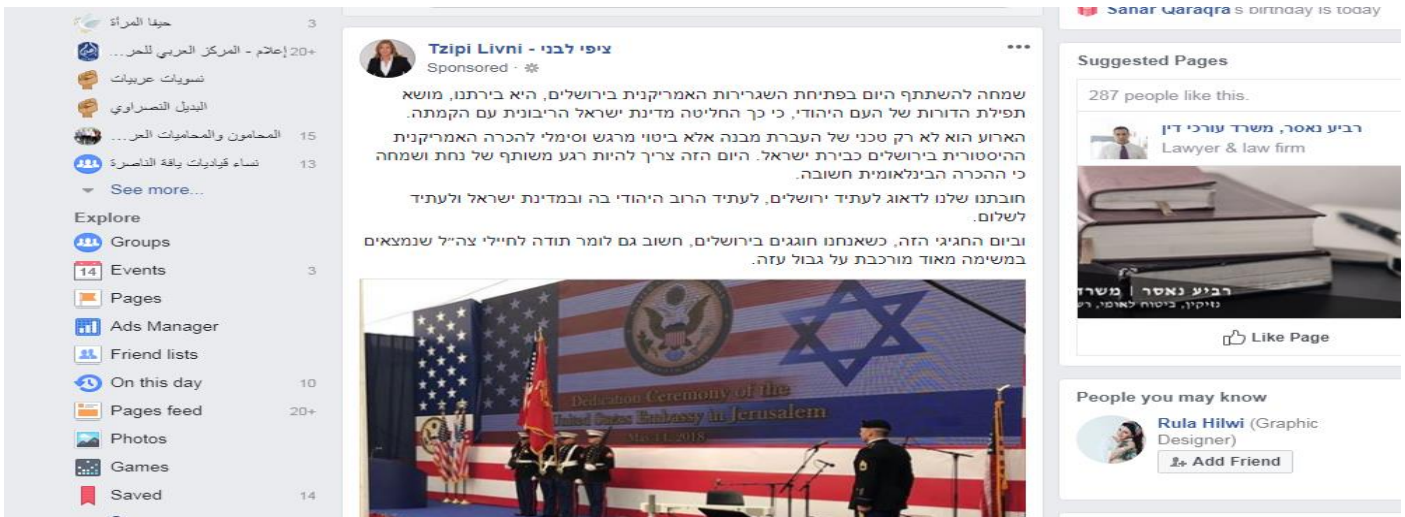 حيفا المرأة
3
إعلام - المركز العربي للحر...
20+
نسويات عربيات
البديل النصراوي
المحامون والمحاميات العر...
15
نساء قياديات يافة الناصرة
13
See more...
Explore
Groups
Events
3
14
Pages
Ads Manager
Friend lists
On this day
10
Pages feed
20+
Photos
Games
Saved
14
Tzipi Livni - ציפי לבני
Sponsored ·
שמחה להשתתף היום בפתיחת השגרירות האמריקנית בירושלים, היא בירתנו, מושא
תפילת הדורות של העם היהודי, כי כך החליטה מדינת ישראל הריבונית עם הקמתה.
הארוע הוא לא רק טכני של העברת מבנה אלא ביטוי מרגש וסימלי להכרה האמריקנית
ההיסטורית בירושלים כבירת ישראל. היום הזה צריך להיות רגע משותף של נחת ושמחה
כי ההכרה הבינלאומית חשובה.
חובתנו שלנו לדאוג לעתיד ירושלים, לעתיד הרוב היהודי בה ובמדינת ישראל ולעתיד
לשלום.
וביום החגיגי הזה, כשאנחנו חוגגים בירושלים, חשוב גם לומר תודה לחיילי צה״ל שנמצאים
במשימה מאוד מורכבת על גבול עזה.
Dedication Ceremony of the
United States Embassy in Jerusalem
May 14, 2018
Sahar Qaraqra's birthday is today
Suggested Pages
287 people like this.
רביע נאסר, משרד עורכי דין
Lawyer & law firm
רביע נאסר | משרד
נזיקין, ביטוח לאומי, רש
Like Page
People you may know
Rula Hilwi (Graphic
Designer)
Add Friend